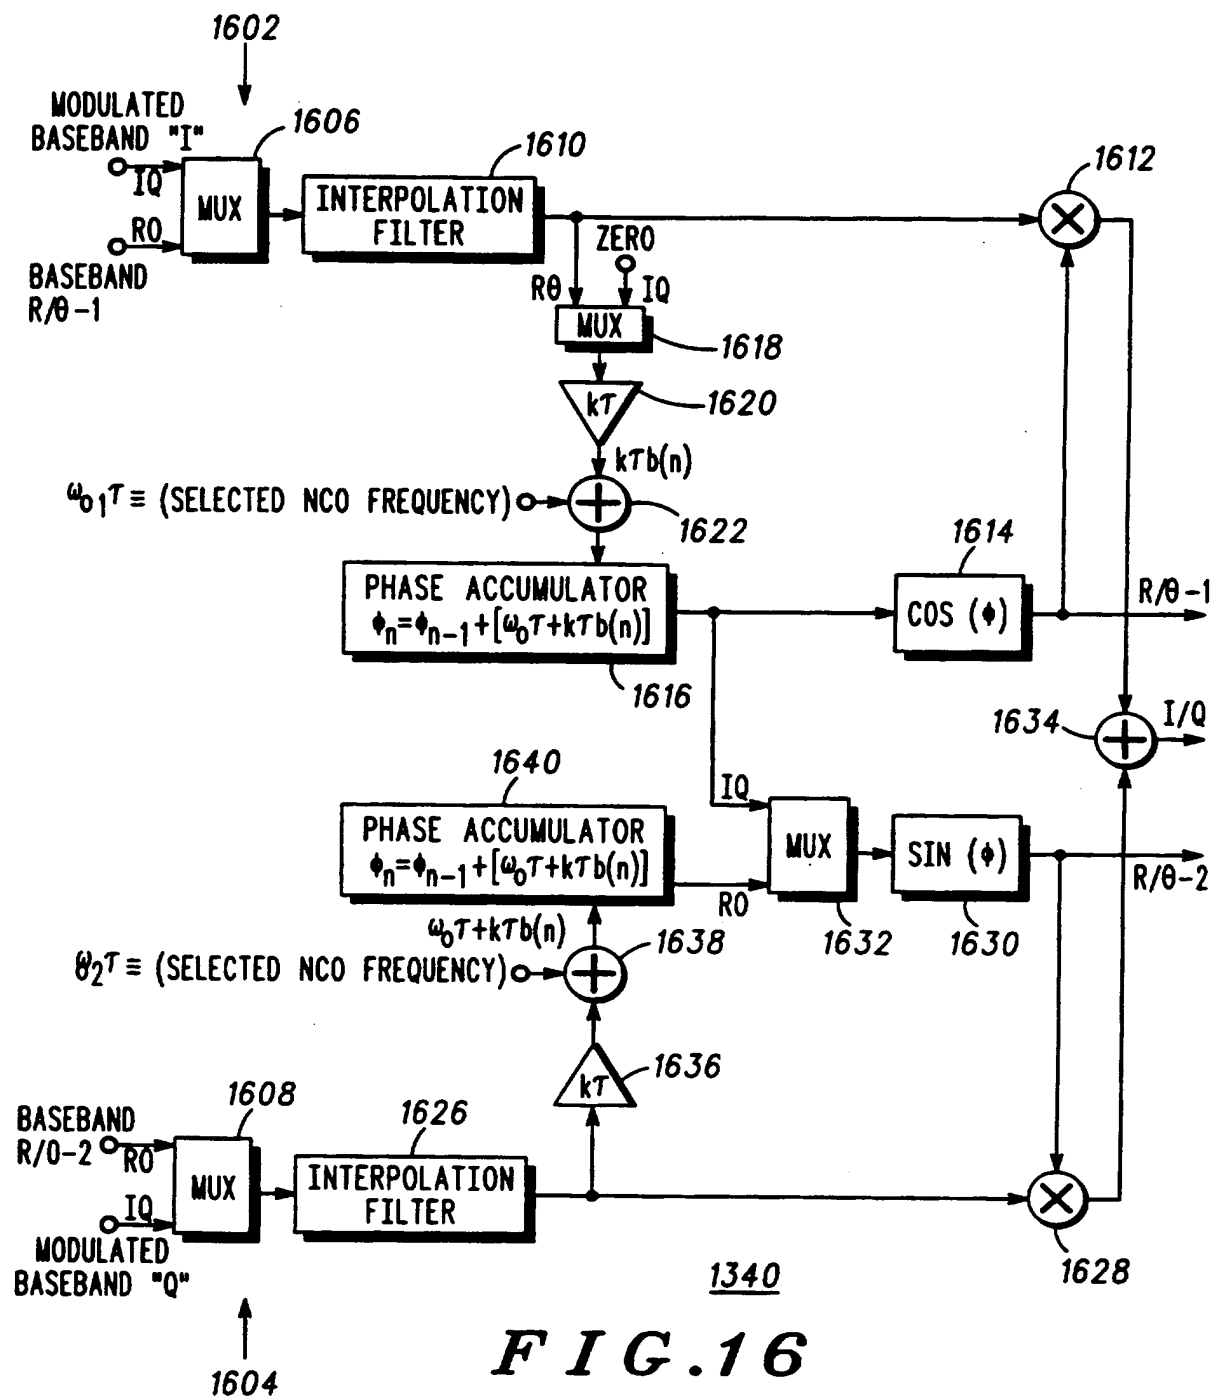 1602
MODULATED
BASEBAND "I"
1606
1610
1612
IQ
MUX
INTERPOLATION
FILTER
RO
ZERO
BASEBAND
R/θ-1
Rθ
IQ
MUX
1618
kτ
1620
kτb(n)
ω01τ ≡ (SELECTED NCO FREQUENCY)
1622
1614
PHASE ACCUMULATOR
ϕn=ϕn-1+[ω0τ+kτb(n)]
COS (ϕ)
R/θ-1
1616
1634
I/Q
1640
IQ
PHASE ACCUMULATOR
ϕn=ϕn-1+[ω0τ+kτb(n)]
MUX
SIN (ϕ)
RO
R/θ-2
ω0τ+kτb(n)
1638
1632
1630
ω2τ ≡ (SELECTED NCO FREQUENCY)
kτ
1636
1608
1626
BASEBAND
R/O-2
RO
MUX
INTERPOLATION
FILTER
IQ
MODULATED
BASEBAND "Q"
1628
1340
1604
FIG.16